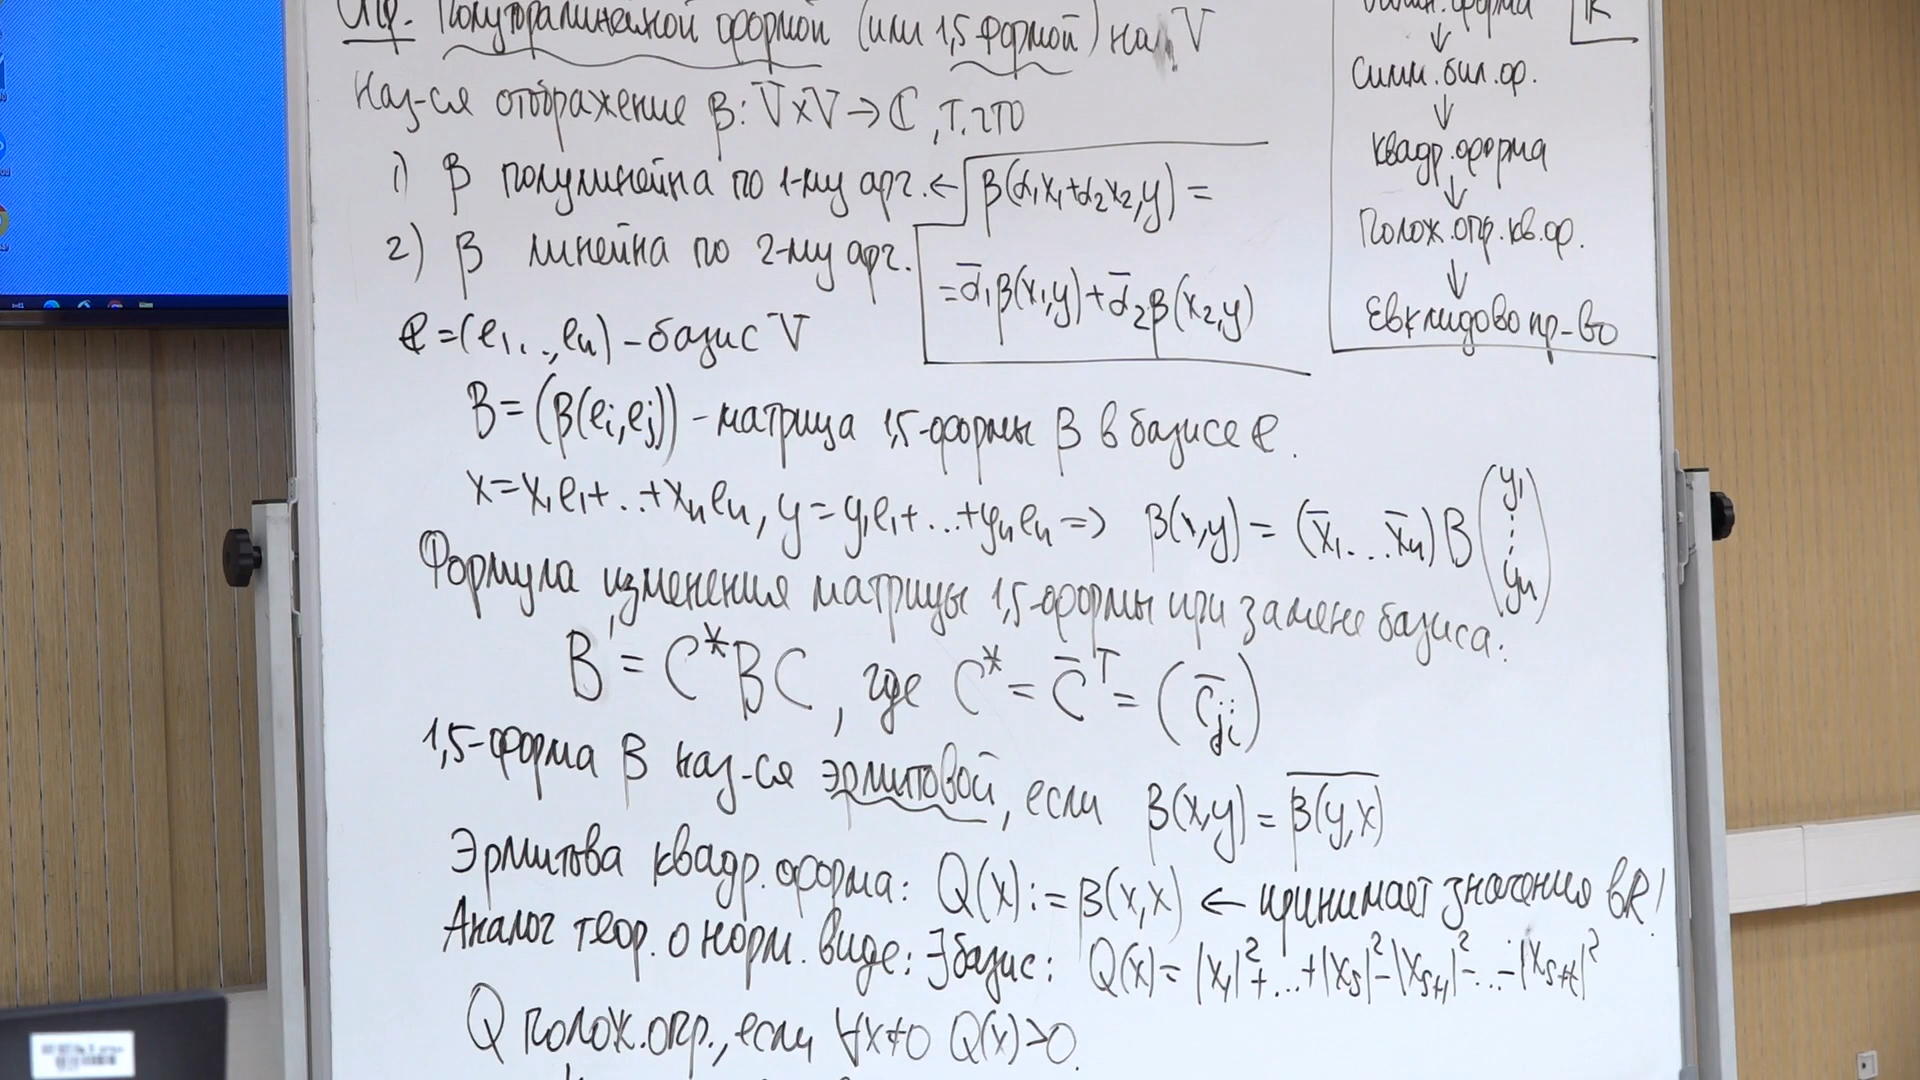 Опр. Полуторалинейной формой (или 1,5 формой) на V
наз-ся отображение β: V×V → ℂ, т.что
1) β полулинейна по 1-му арг. ← β(α₁x₁+α₂x₂,y) =
2) β линейна по 2-му арг. = ᾱ₁β(x₁,y)+ᾱ₂β(x₂,y)
e=(e₁..,eₙ) – базис V
B=(β(eᵢ,eⱼ)) – матрица 1,5-формы β в базисе e.
x=x₁e₁+..+xₙeₙ, y=y₁e₁+...+yₙeₙ => β(x,y) = (x̄₁...x̄ₙ) B (y₁ ⋮ yₙ)
Формула изменения матрицы 1,5-формы при замене базиса:
B' = C*BC, где C* = C̄ᵀ = (c̄ⱼᵢ)
1,5-форма β наз-ся эрмитовой, если β(x,y) = \overline{β(y,x)}
Эрмитова квадр. форма: Q(x) := β(x,x) ← принимает значения в ℝ!
Аналог теор. о норм. виде: ∃ базис: Q(x) = |x₁|²+...+|xₛ|²–|xₛ₊₁|²–...–|xₛ₊ₜ|²
Q полож. опр., если ∀x≠0 Q(x)>0.
форма
ℝ
Симм. бил. ф.
↓
квадр. форма
↓
Полож. опр. кв. ф.
↓
Евклидово пр-во